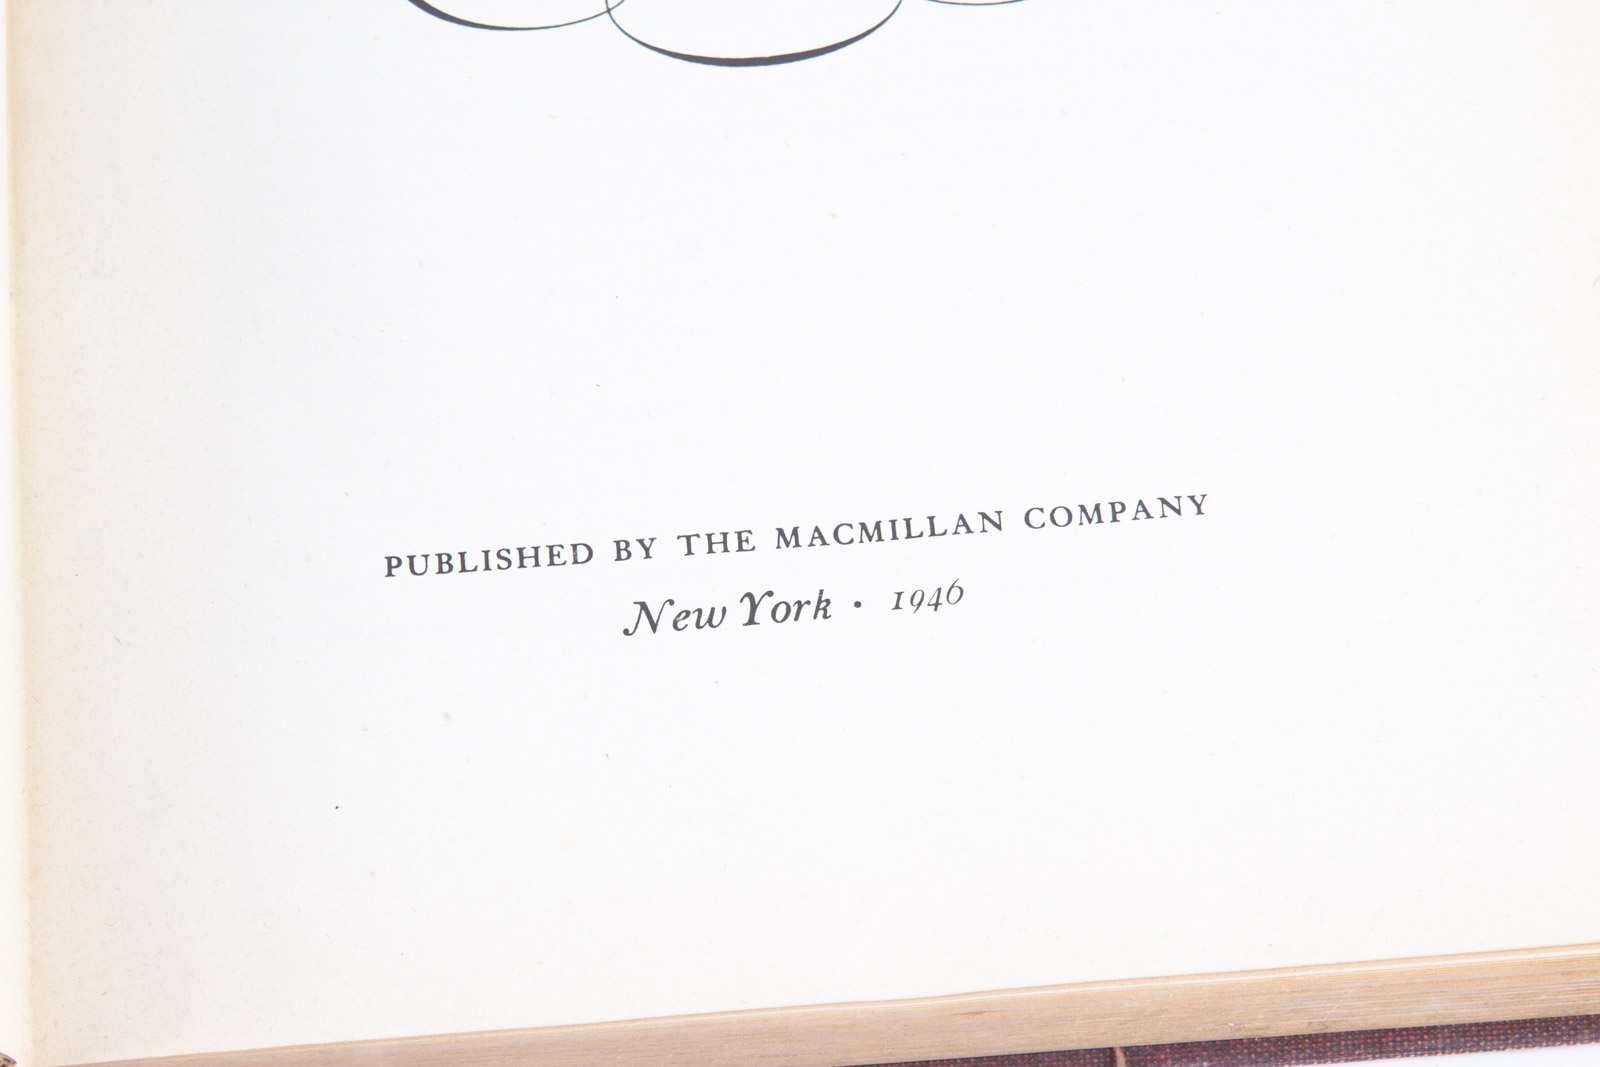 PUBLISHED BY THE MACMILLAN COMPANY
New York · 1946